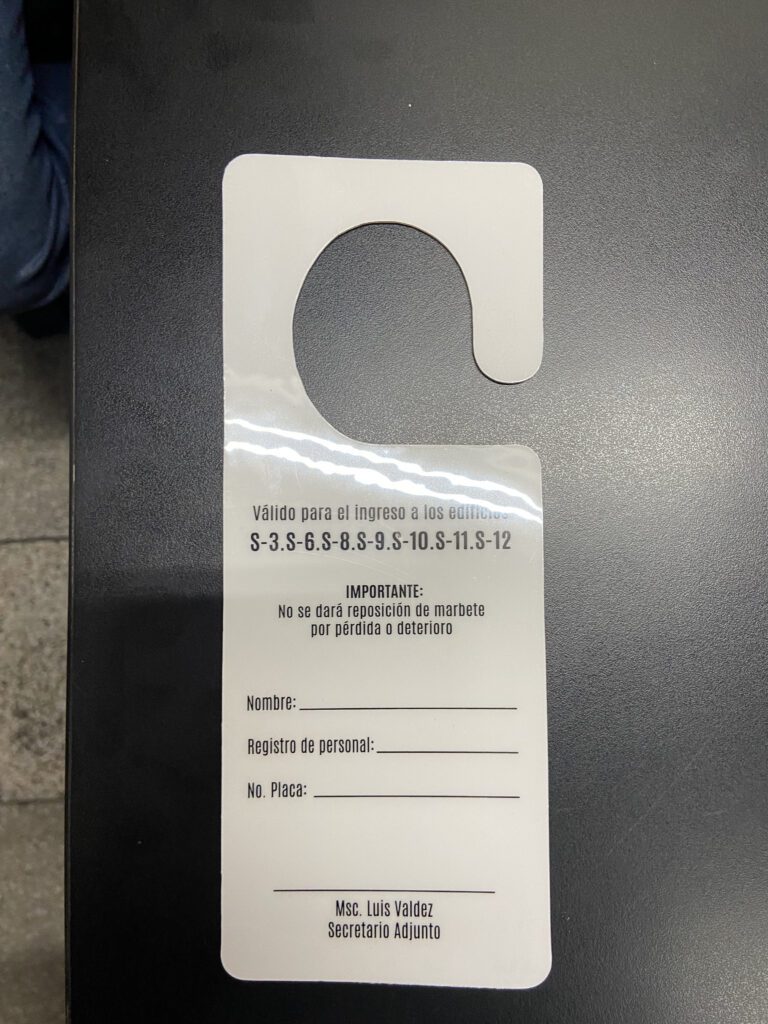 Válido para el ingreso a los edificios
S-3.S-6.S-8.S-9.S-10.S-11.S-12
IMPORTANTE:
No se dará reposición de marbete
por pérdida o deterioro
Nombre:
Registro de personal:
No. Placa:
Msc. Luis Valdez
Secretario Adjunto